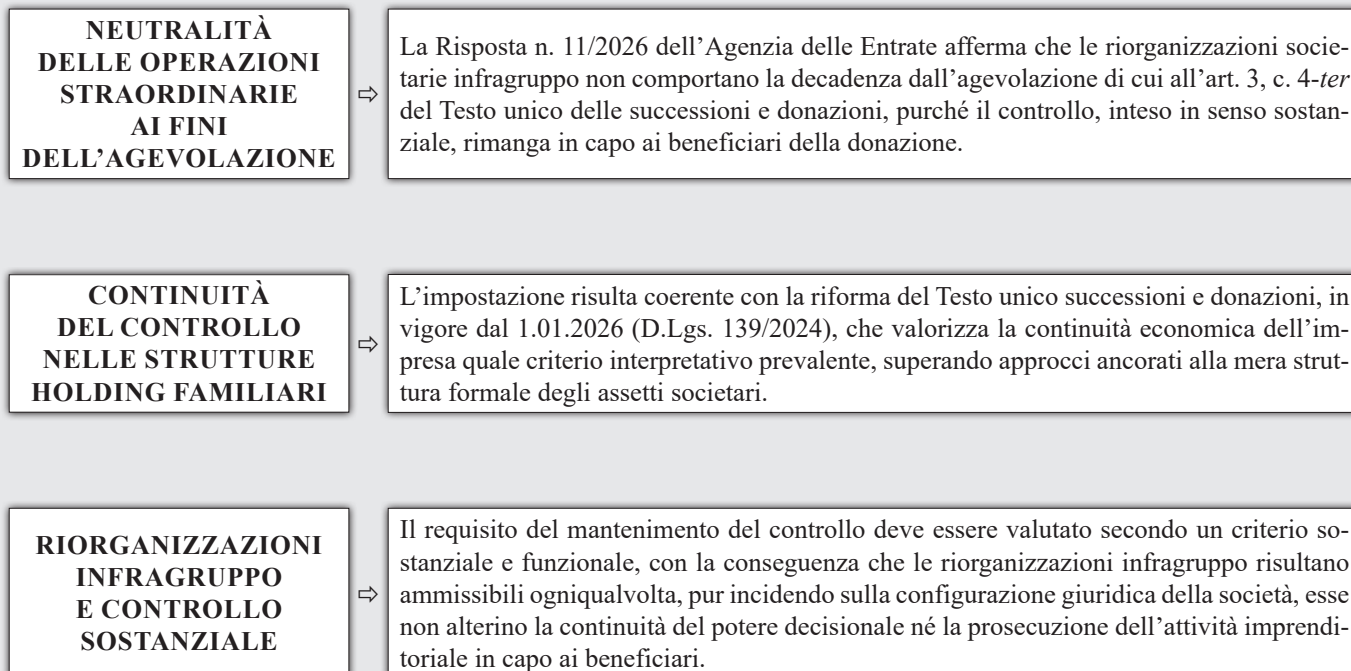 NEUTRALITÀ
DELLE OPERAZIONI
STRAORDINARIE
AI FINI
DELL’AGEVOLAZIONE
⇨
La Risposta n. 11/2026 dell’Agenzia delle Entrate afferma che le riorganizzazioni socie-
tarie infragruppo non comportano la decadenza dall’agevolazione di cui all’art. 3, c. 4-ter
del Testo unico delle successioni e donazioni, purché il controllo, inteso in senso sostan-
ziale, rimanga in capo ai beneficiari della donazione.
CONTINUITÀ
DEL CONTROLLO
NELLE STRUTTURE
HOLDING FAMILIARI
⇨
L’impostazione risulta coerente con la riforma del Testo unico successioni e donazioni, in
vigore dal 1.01.2026 (D.Lgs. 139/2024), che valorizza la continuità economica dell’im-
presa quale criterio interpretativo prevalente, superando approcci ancorati alla mera strut-
tura formale degli assetti societari.
RIORGANIZZAZIONI
INFRAGRUPPO
E CONTROLLO
SOSTANZIALE
⇨
Il requisito del mantenimento del controllo deve essere valutato secondo un criterio so-
stanziale e funzionale, con la conseguenza che le riorganizzazioni infragruppo risultano
ammissibili ogniqualvolta, pur incidendo sulla configurazione giuridica della società, esse
non alterino la continuità del potere decisionale né la prosecuzione dell’attività imprendi-
toriale in capo ai beneficiari.